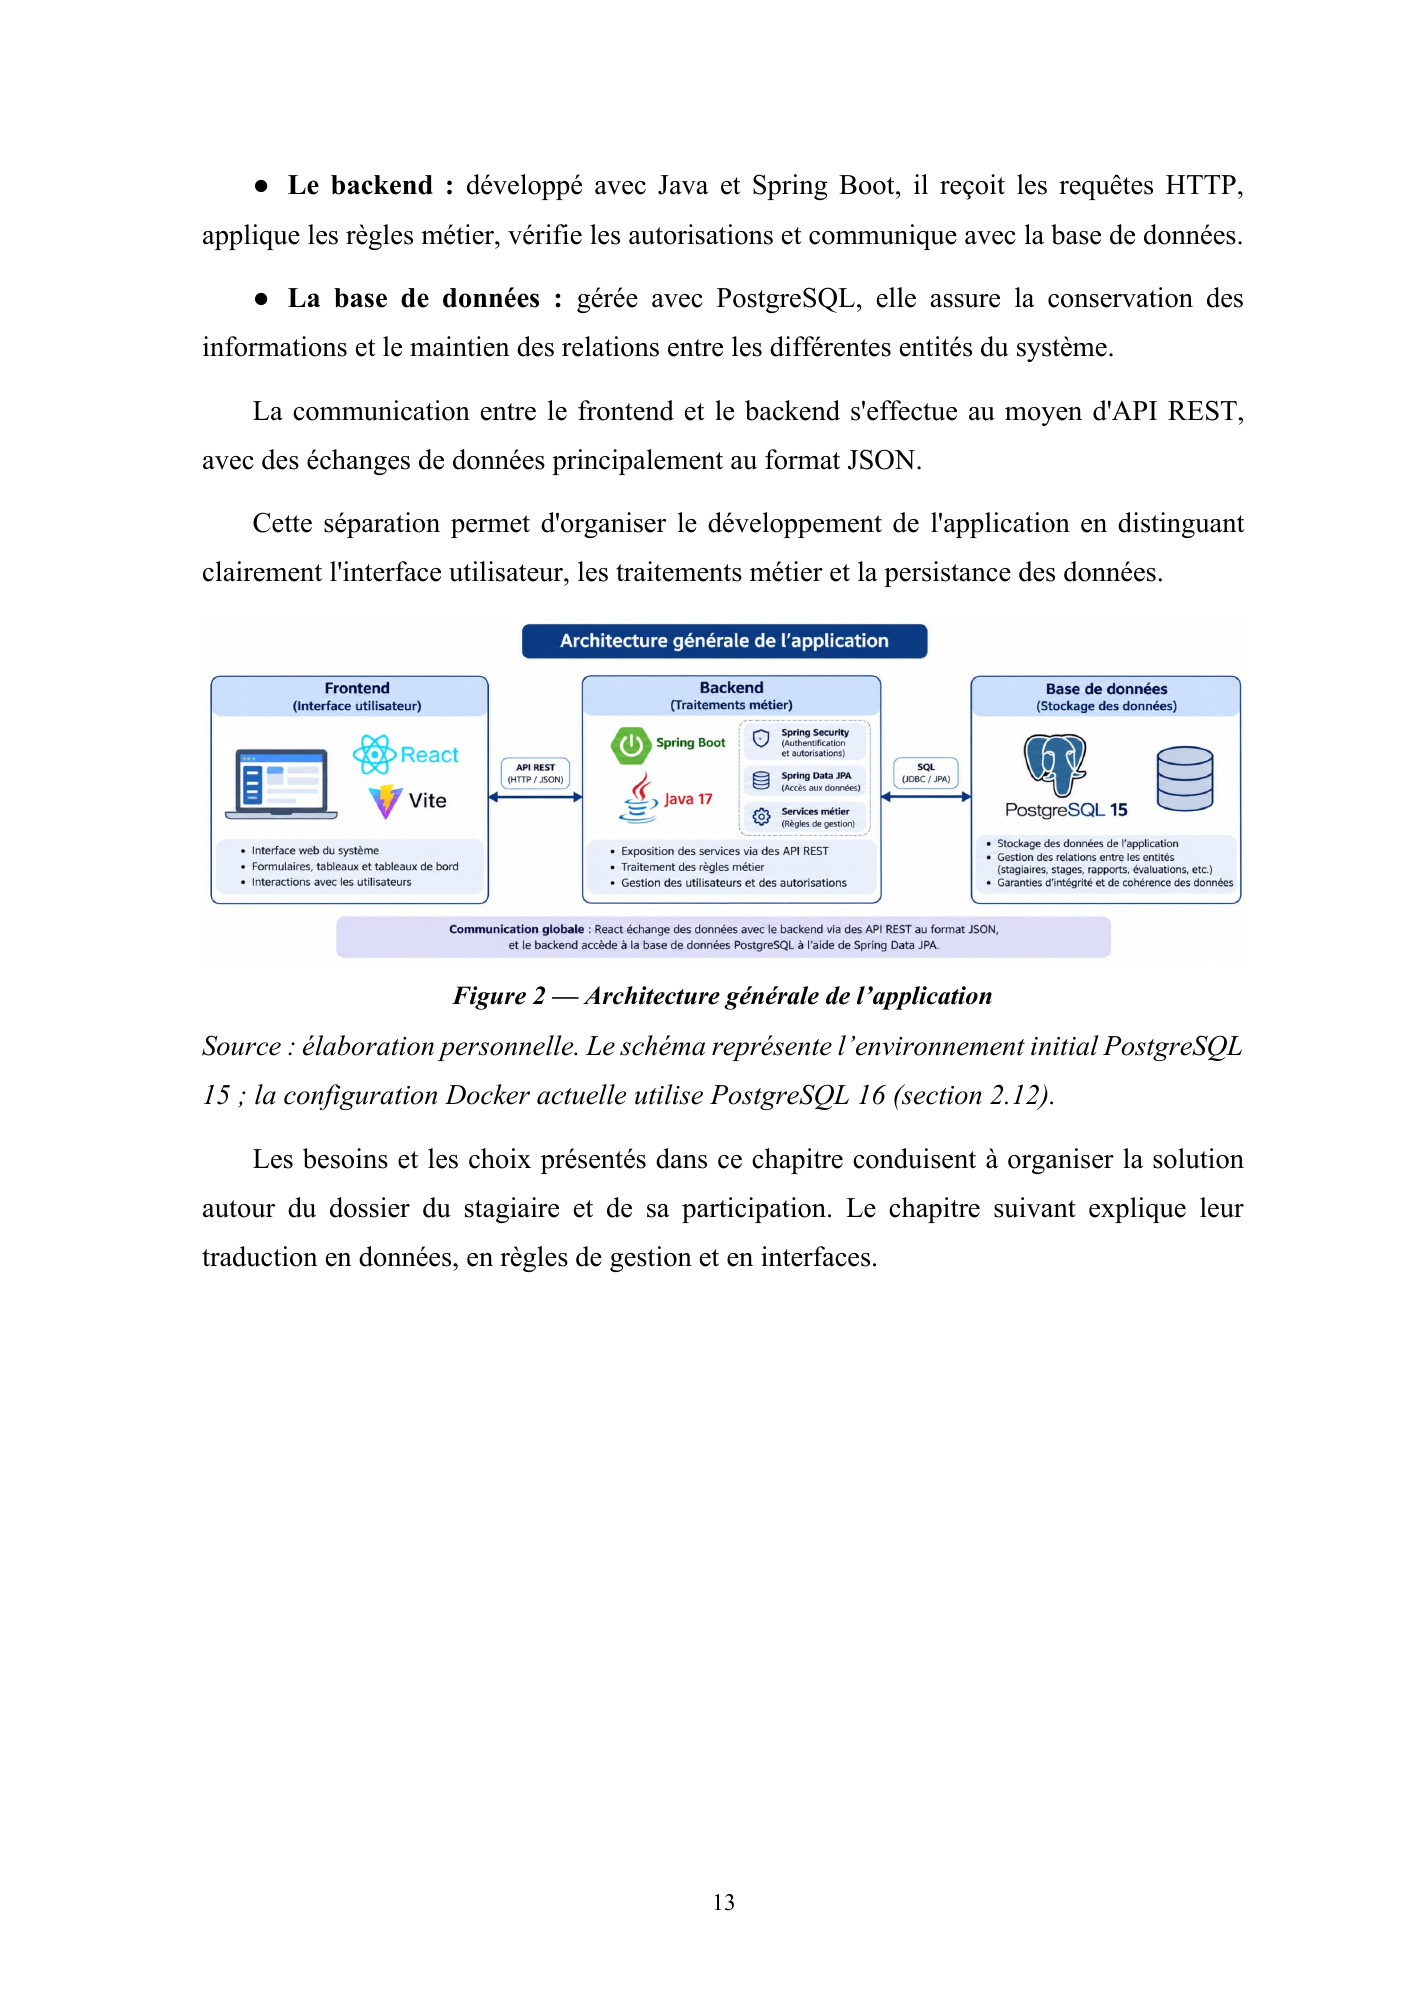 ● Le backend : développé avec Java et Spring Boot, il reçoit les requêtes HTTP,
applique les règles métier, vérifie les autorisations et communique avec la base de données.
● La base de données : gérée avec PostgreSQL, elle assure la conservation des
informations et le maintien des relations entre les différentes entités du système.
La communication entre le frontend et le backend s'effectue au moyen d'API REST,
avec des échanges de données principalement au format JSON.
Cette séparation permet d'organiser le développement de l'application en distinguant
clairement l'interface utilisateur, les traitements métier et la persistance des données.
Architecture générale de l'application
Frontend
(Interface utilisateur)
React
Vite
• Interface web du système
• Formulaires, tableaux et tableaux de bord
• Interactions avec les utilisateurs
API REST
(HTTP / JSON)
Backend
(Traitements métier)
Spring Boot
Java 17
Spring Security
(Authentification
et autorisations)
Spring Data JPA
(Accès aux données)
Services métier
(Règles de gestion)
• Exposition des services via des API REST
• Traitement des règles métier
• Gestion des utilisateurs et des autorisations
SQL
(JDBC / JPA)
Base de données
(Stockage des données)
PostgreSQL 15
• Stockage des données de l'application
• Gestion des relations entre les entités
(stagiaires, stages, rapports, évaluations, etc.)
• Garanties d'intégrité et de cohérence des données
Communication globale : React échange des données avec le backend via des API REST au format JSON,
et le backend accède à la base de données PostgreSQL à l'aide de Spring Data JPA.
Figure 2 — Architecture générale de l’application
Source : élaboration personnelle. Le schéma représente l’environnement initial PostgreSQL
15 ; la configuration Docker actuelle utilise PostgreSQL 16 (section 2.12).
Les besoins et les choix présentés dans ce chapitre conduisent à organiser la solution
autour du dossier du stagiaire et de sa participation. Le chapitre suivant explique leur
traduction en données, en règles de gestion et en interfaces.
13